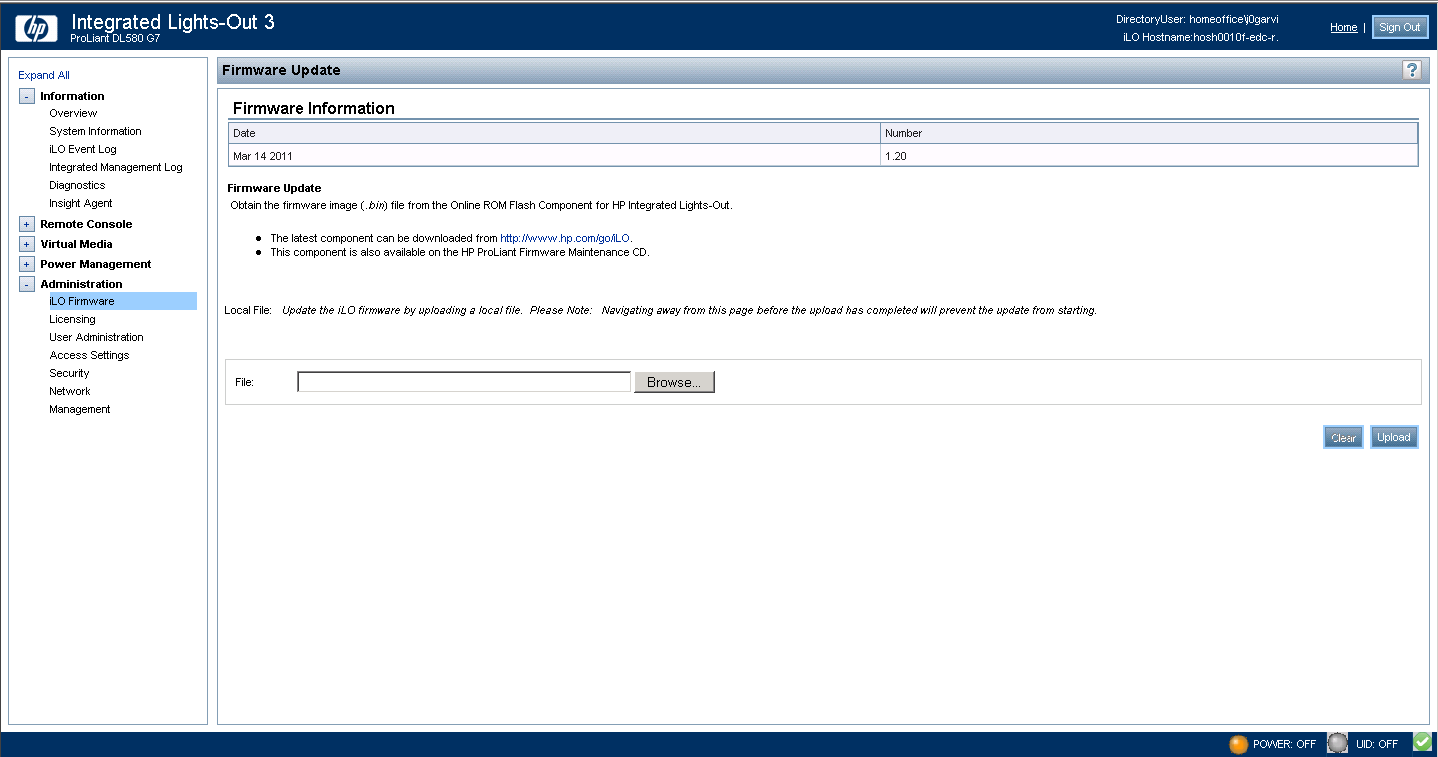 hp
Integrated Lights-Out 3
ProLiant DL580 G7
DirectoryUser: homeoffice\j0garvi
iLO Hostname:hosh0010f-edc-r.
Home | Sign Out
Expand All
- Information
Overview
System Information
iLO Event Log
Integrated Management Log
Diagnostics
Insight Agent
+ Remote Console
+ Virtual Media
+ Power Management
- Administration
iLO Firmware
Licensing
User Administration
Access Settings
Security
Network
Management
Firmware Update
?
Firmware Information
Date Number
Mar 14 2011 1.20
Firmware Update
Obtain the firmware image (.bin) file from the Online ROM Flash Component for HP Integrated Lights-Out.
• The latest component can be downloaded from http://www.hp.com/go/iLO.
• This component is also available on the HP ProLiant Firmware Maintenance CD.
Local File: Update the iLO firmware by uploading a local file. Please Note: Navigating away from this page before the upload has completed will prevent the update from starting.
File: Browse...
Clear Upload
POWER: OFF UID: OFF